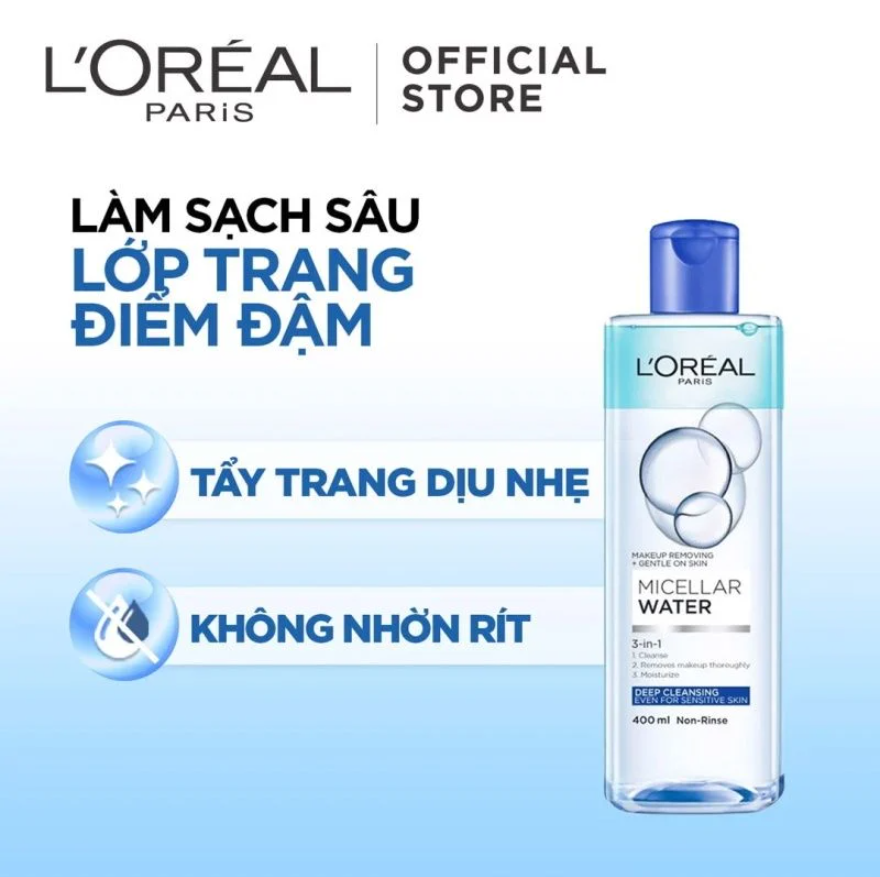 L'ORÉAL
PARiS
OFFICIAL
STORE
LÀM SẠCH SÂU
LỚP TRANG
ĐIỂM ĐẬM
TẨY TRANG DỊU NHẸ
KHÔNG NHỜN RÍT
L'ORÉAL
PARIS
MAKEUP REMOVING
+ GENTLE ON SKIN
MICELLAR
WATER
3-in-1
1. Cleanse
2. Removes makeup thoroughly
3. Moisturize
DEEP CLEANSING
EVEN FOR SENSITIVE SKIN
400 ml Non-Rinse